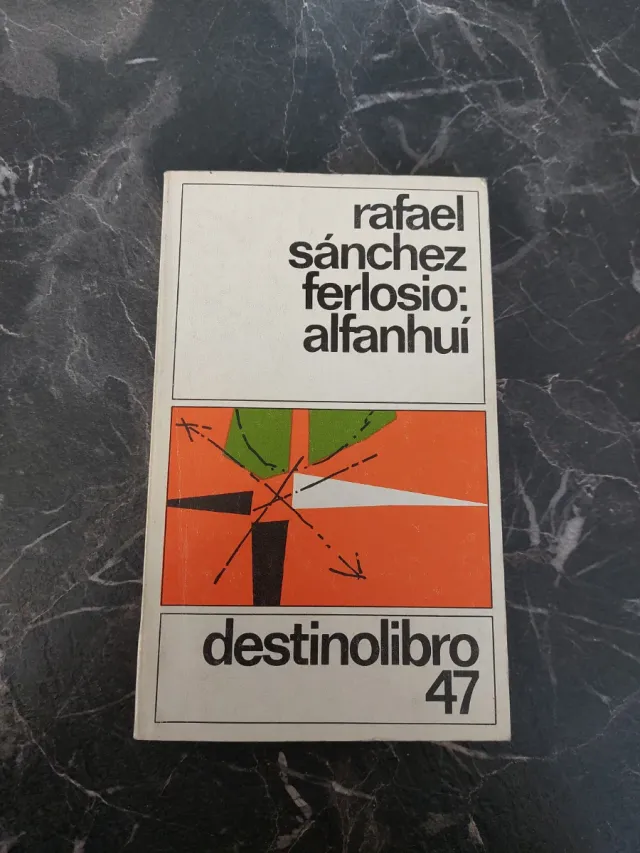 rafael
sánchez
ferlosio:
alfanhuí
destinolibro
47